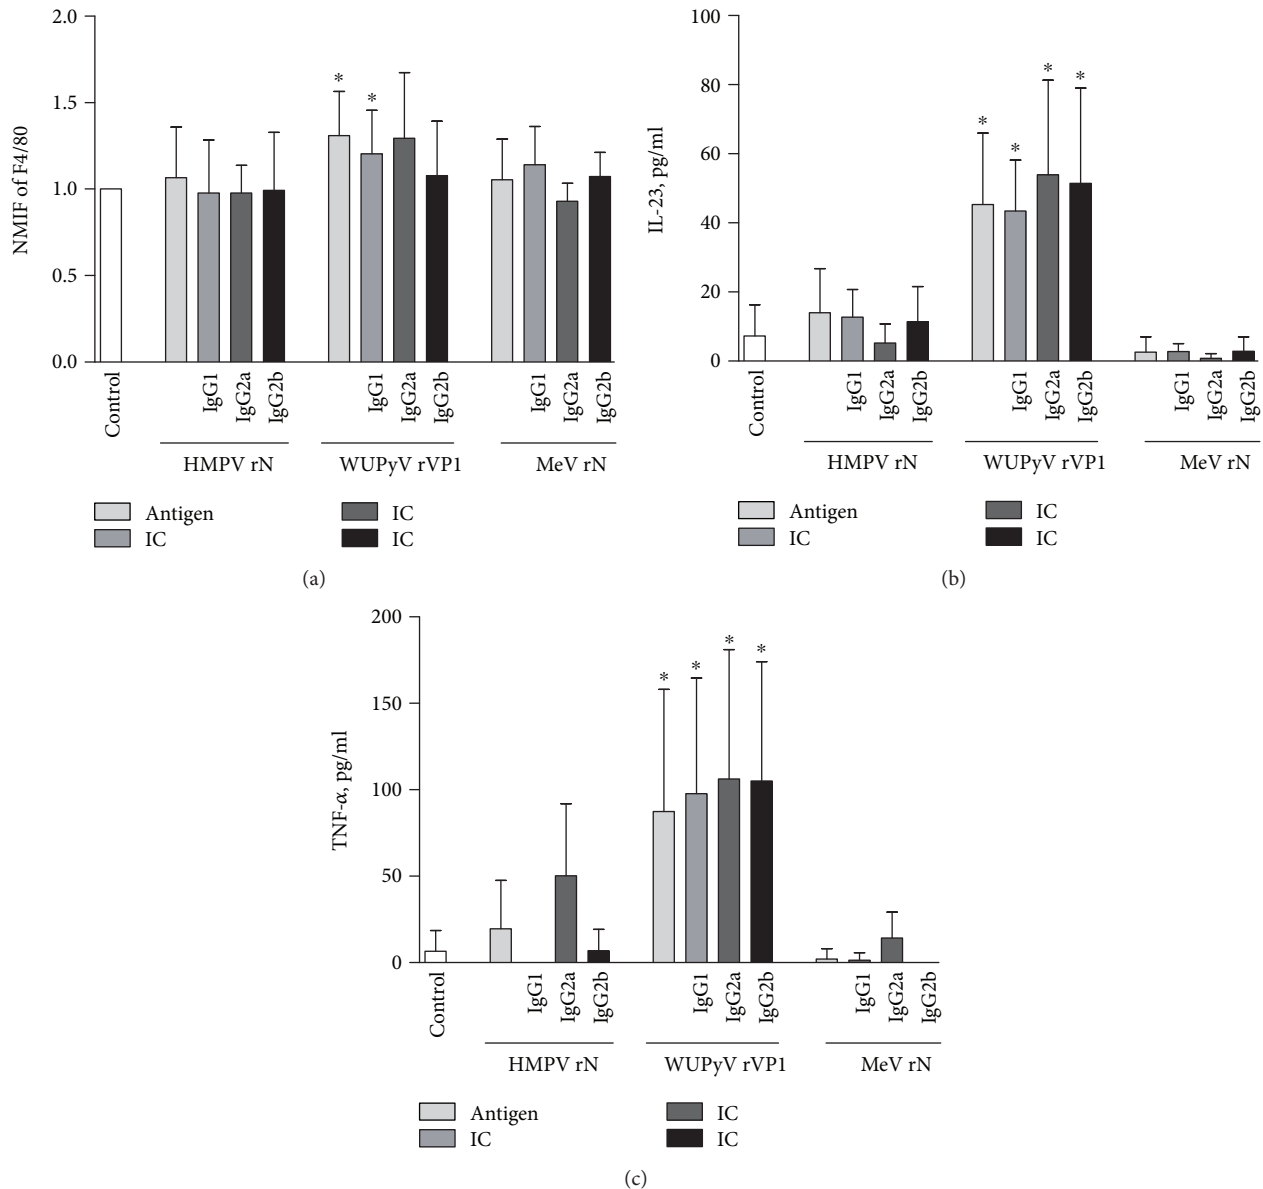 NMIF of F4/80
2.0
1.5
1.0
0.5
0.0
*
*
Control
IgG1
IgG2a
IgG2b
IgG1
IgG2a
IgG2b
IgG1
IgG2a
IgG2b
HMPV rN
WUPyV rVP1
MeV rN
Antigen
IC
IC
IC
(a)
IL-23, pg/ml
100
80
60
40
20
0
*
*
*
*
Control
IgG1
IgG2a
IgG2b
IgG1
IgG2a
IgG2b
IgG1
IgG2a
IgG2b
HMPV rN
WUPyV rVP1
MeV rN
Antigen
IC
IC
IC
(b)
TNF-α, pg/ml
200
150
100
50
0
*
*
*
*
Control
IgG1
IgG2a
IgG2b
IgG1
IgG2a
IgG2b
IgG1
IgG2a
IgG2b
HMPV rN
WUPyV rVP1
MeV rN
Antigen
IC
IC
IC
(c)